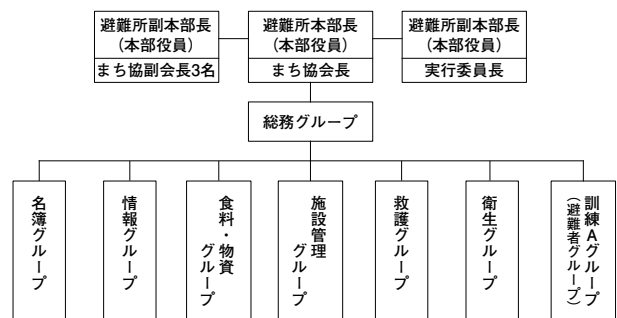 避難所副本部長
(本部役員)
まち協副会長3名
避難所本部長
(本部役員)
まち協会長
避難所副本部長
(本部役員)
実行委員長
総務グループ
名簿グループ
情報グループ
食料・物資
グループ
施設管理
グループ
救護グループ
衛生グループ
訓練Aグループ
(避難者グループ)